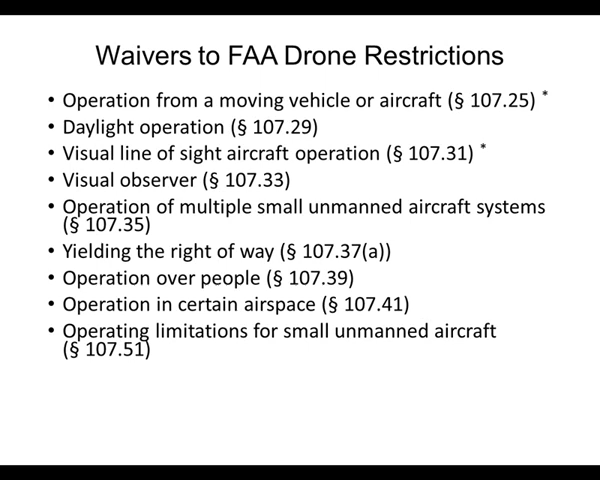 Waivers to FAA Drone Restrictions
• Operation from a moving vehicle or aircraft (§ 107.25) *
• Daylight operation (§ 107.29)
• Visual line of sight aircraft operation (§ 107.31) *
• Visual observer (§ 107.33)
• Operation of multiple small unmanned aircraft systems
(§ 107.35)
• Yielding the right of way (§ 107.37(a))
• Operation over people (§ 107.39)
• Operation in certain airspace (§ 107.41)
• Operating limitations for small unmanned aircraft
(§ 107.51)